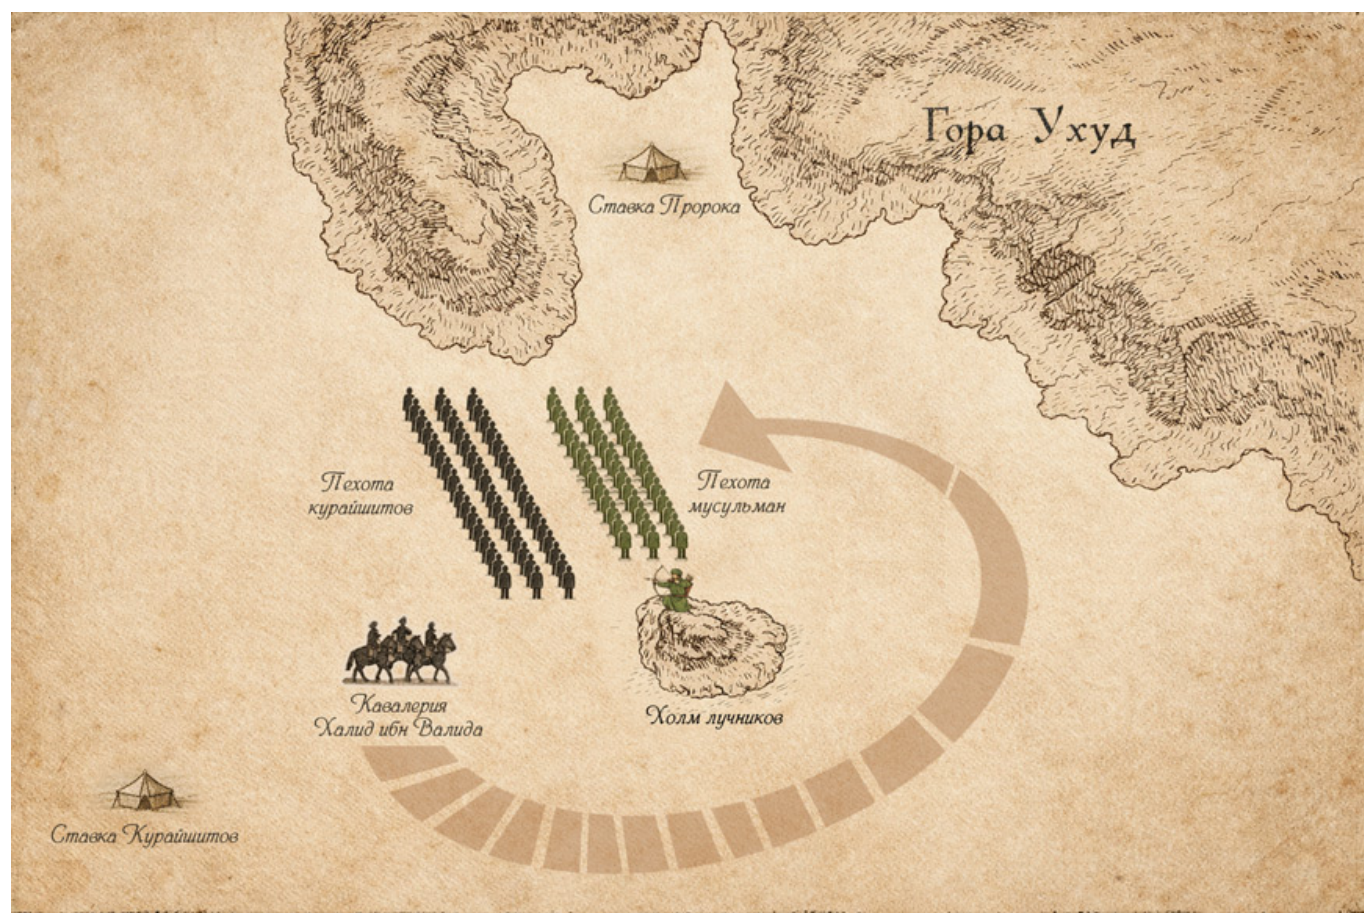 Гора Ухуд
Ставка Пророка
Пехота
курайшитов
Пехота
мусульман
Кавалерия
Халид ибн Валида
Холм лучников
Ставка Курайшитов